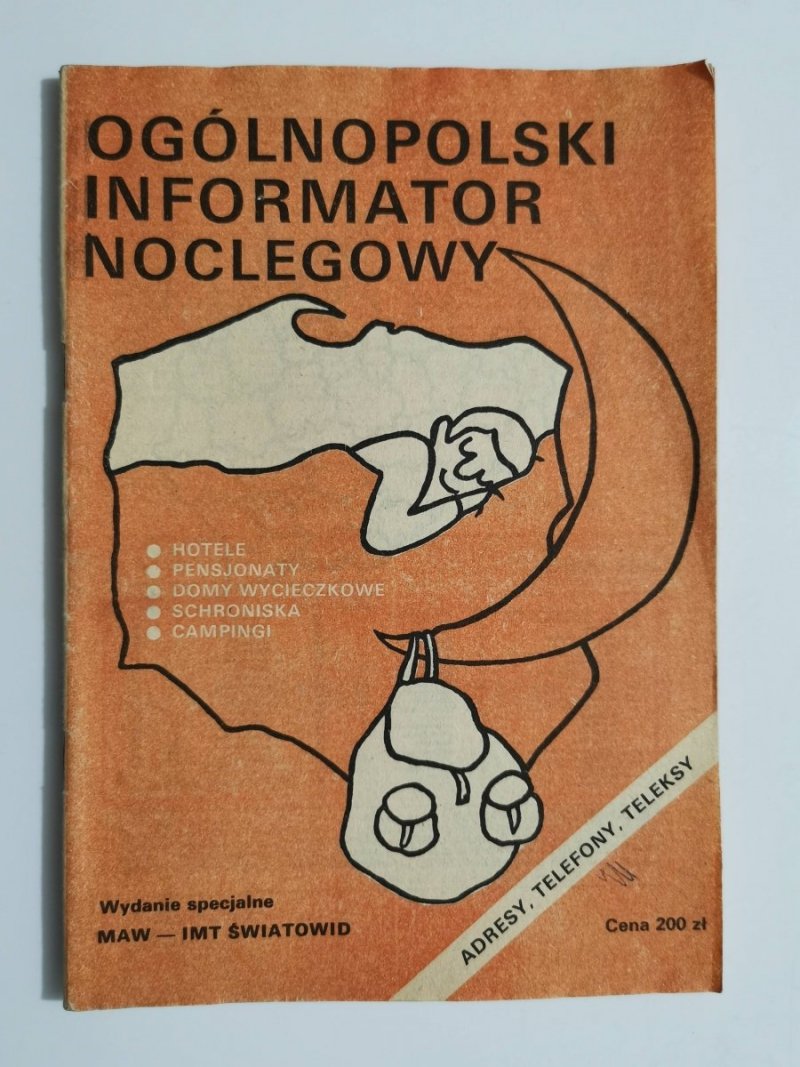 OGÓLNOPOLSKI
INFORMATOR
NOCLEGOWY
HOTELE
PENSJONATY
DOMY WYCIECZKOWE
SCHRONISKA
CAMPINGI
ADRESY, TELEFONY, TELEKSY
Wydanie specjalne
MAW — IMT ŚWIATOWID
Cena 200 zł